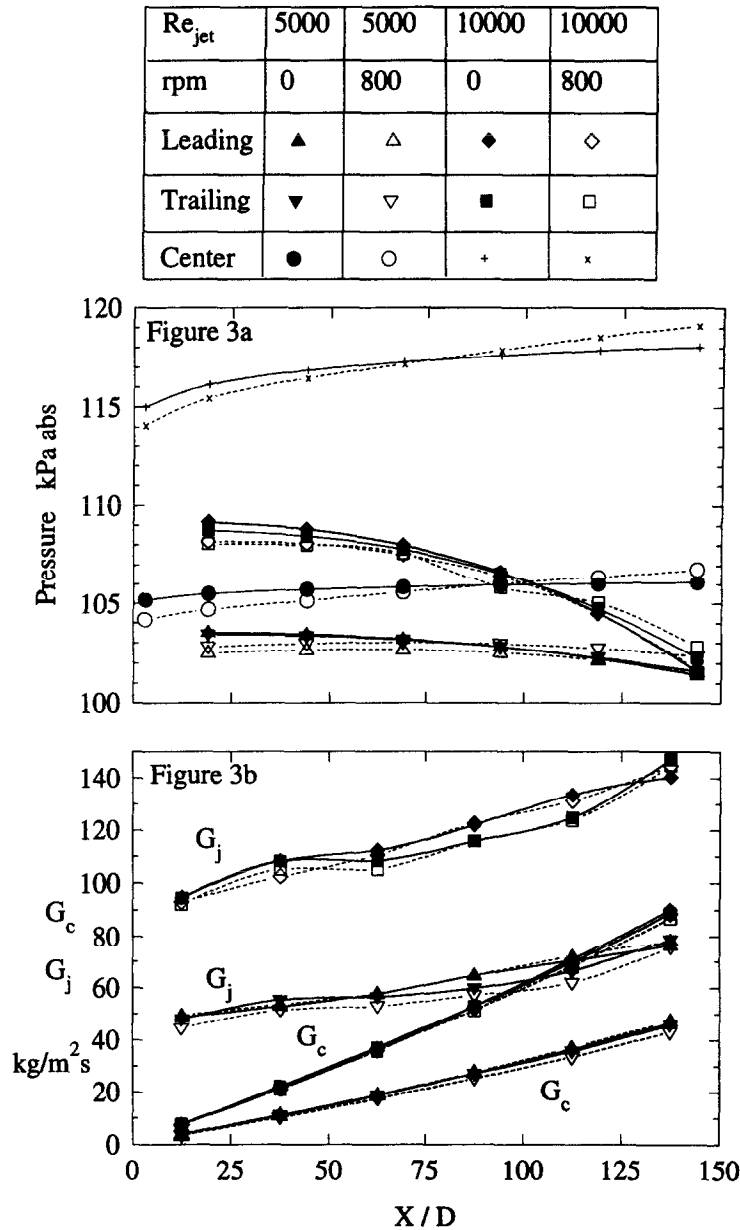 Re_jet 5000 5000 10000 10000
rpm 0 800 0 800
Leading
Trailing
Center
Figure 3a
120
115
110
105
100
Pressure kPa abs
Figure 3b
140
120
100
80
60
40
20
0
G_c
G_j
kg/m²s
G_j
G_j
G_c
G_c
0 25 50 75 100 125 150
X / D